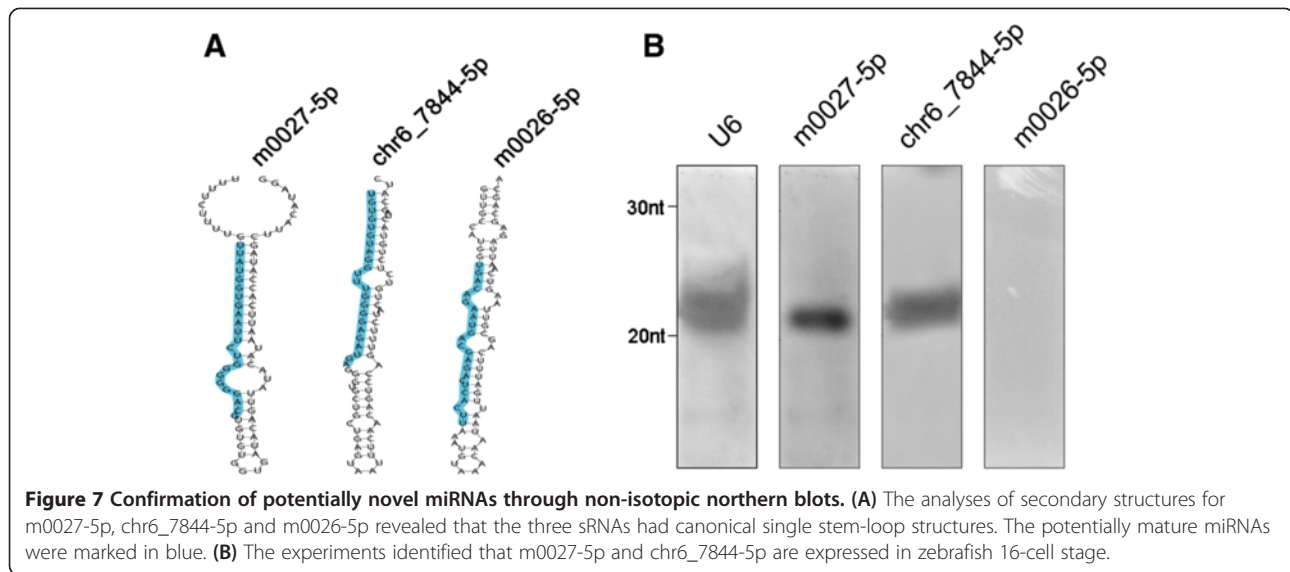 A
B
m0027-5p
chr6_7844-5p
m0026-5p
U6
m0027-5p
chr6_7844-5p
m0026-5p
30nt
20nt
Figure 7 Confirmation of potentially novel miRNAs through non-isotopic northern blots. (A) The analyses of secondary structures for
m0027-5p, chr6_7844-5p and m0026-5p revealed that the three sRNAs had canonical single stem-loop structures. The potentially mature miRNAs
were marked in blue. (B) The experiments identified that m0027-5p and chr6_7844-5p are expressed in zebrafish 16-cell stage.